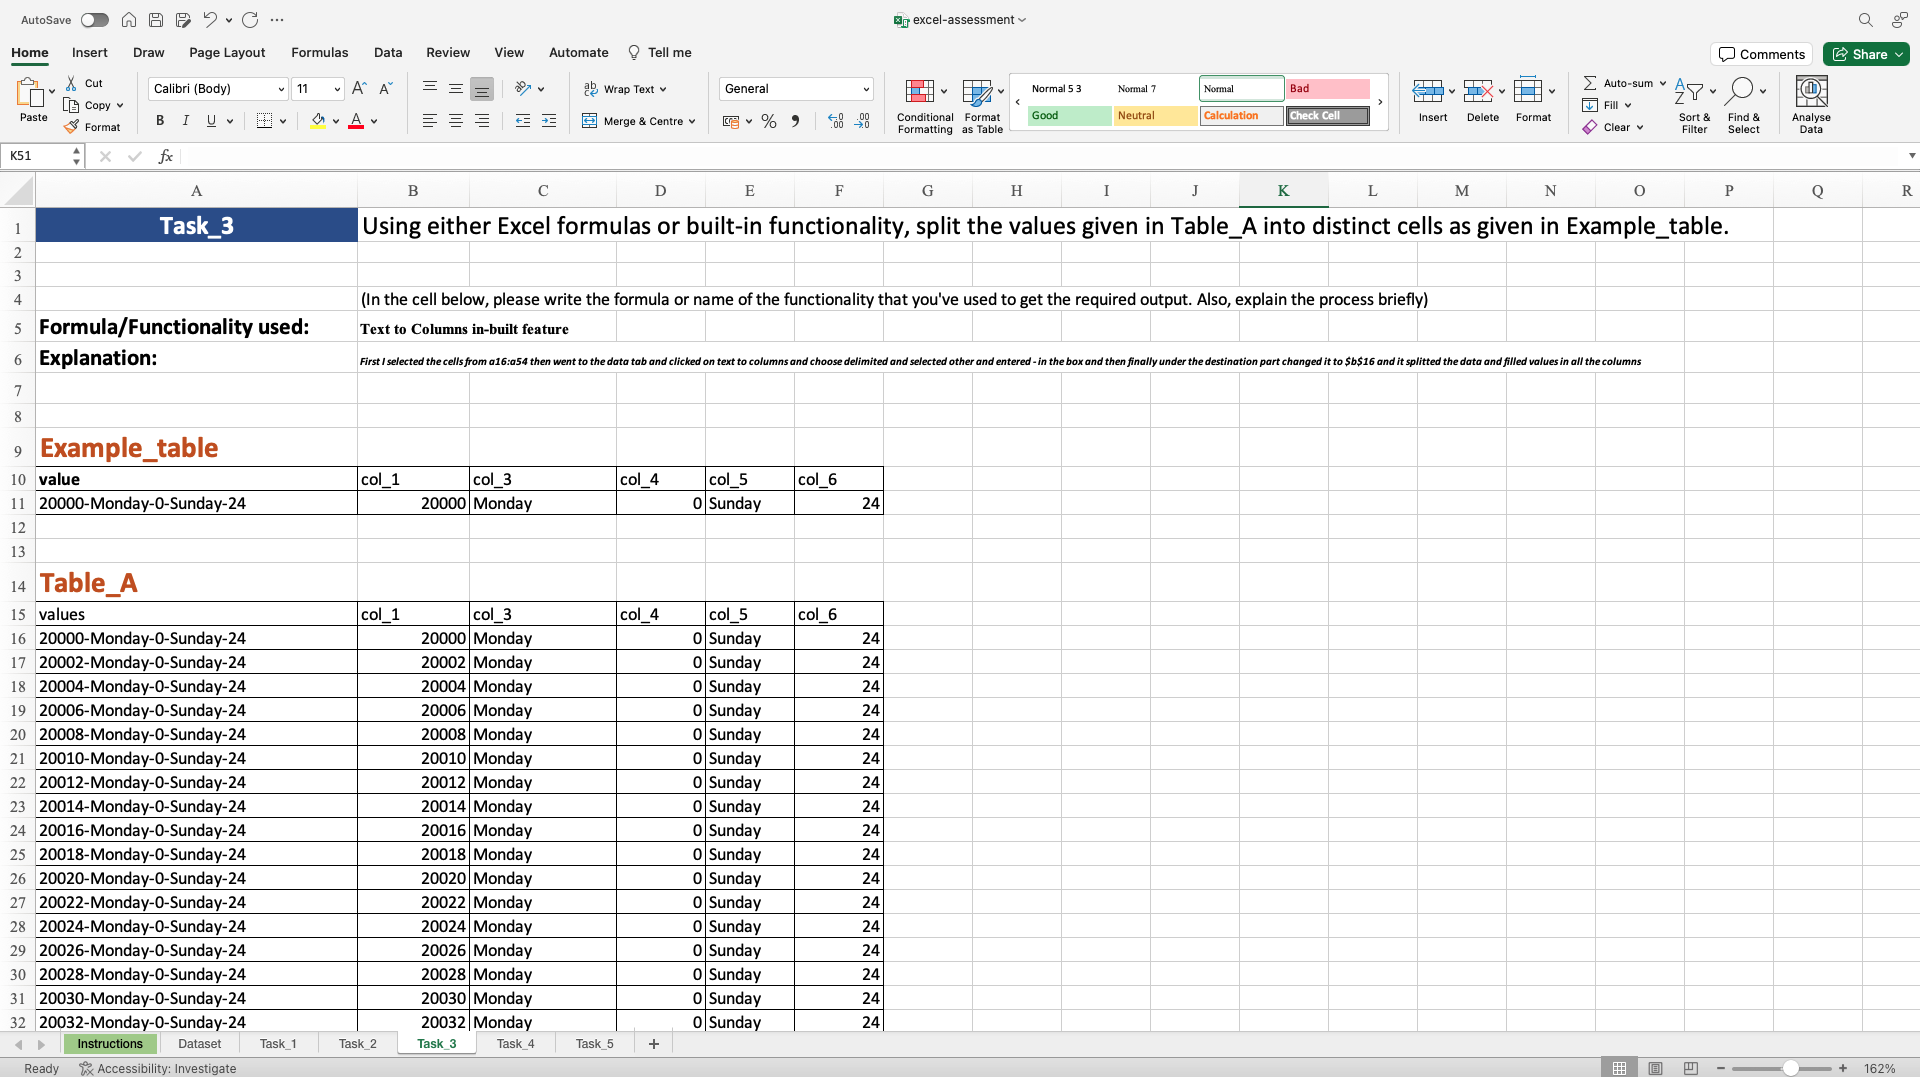 AutoSave
excel-assessment
Home Insert Draw Page Layout Formulas Data Review View Automate Tell me
Comments Share
Paste Cut Copy Format
Calibri (Body) 11
B I U
Wrap Text
Merge & Centre
General
Conditional Formatting
Format as Table
Normal 5 3 Normal 7 Normal Bad
Good Neutral Calculation Check Cell
Insert Delete Format
Auto-sum
Fill
Clear
Sort & Filter
Find & Select
Analyse Data
K51 fx
A B C D E F G H I J K L M N O P Q R
1 Task_3 Using either Excel formulas or built-in functionality, split the values given in Table_A into distinct cells as given in Example_table.
2
3
4 (In the cell below, please write the formula or name of the functionality that you've used to get the required output. Also, explain the process briefly)
5 Formula/Functionality used: Text to Columns in-built feature
6 Explanation: First I selected the cells from a16:a54 then went to the data tab and clicked on text to columns and choose delimited and selected other and entered - in the box and then finally under the destination part changed it to $b$16 and it splitted the data and filled values in all the columns
7
8
9 Example_table
10 value col_1 col_3 col_4 col_5 col_6
11 20000-Monday-0-Sunday-24 20000 Monday 0 Sunday 24
12
13
14 Table_A
15 values col_1 col_3 col_4 col_5 col_6
16 20000-Monday-0-Sunday-24 20000 Monday 0 Sunday 24
17 20002-Monday-0-Sunday-24 20002 Monday 0 Sunday 24
18 20004-Monday-0-Sunday-24 20004 Monday 0 Sunday 24
19 20006-Monday-0-Sunday-24 20006 Monday 0 Sunday 24
20 20008-Monday-0-Sunday-24 20008 Monday 0 Sunday 24
21 20010-Monday-0-Sunday-24 20010 Monday 0 Sunday 24
22 20012-Monday-0-Sunday-24 20012 Monday 0 Sunday 24
23 20014-Monday-0-Sunday-24 20014 Monday 0 Sunday 24
24 20016-Monday-0-Sunday-24 20016 Monday 0 Sunday 24
25 20018-Monday-0-Sunday-24 20018 Monday 0 Sunday 24
26 20020-Monday-0-Sunday-24 20020 Monday 0 Sunday 24
27 20022-Monday-0-Sunday-24 20022 Monday 0 Sunday 24
28 20024-Monday-0-Sunday-24 20024 Monday 0 Sunday 24
29 20026-Monday-0-Sunday-24 20026 Monday 0 Sunday 24
30 20028-Monday-0-Sunday-24 20028 Monday 0 Sunday 24
31 20030-Monday-0-Sunday-24 20030 Monday 0 Sunday 24
32 20032-Monday-0-Sunday-24 20032 Monday 0 Sunday 24
Instructions Dataset Task_1 Task_2 Task_3 Task_4 Task_5 +
Ready Accessibility: Investigate 162%